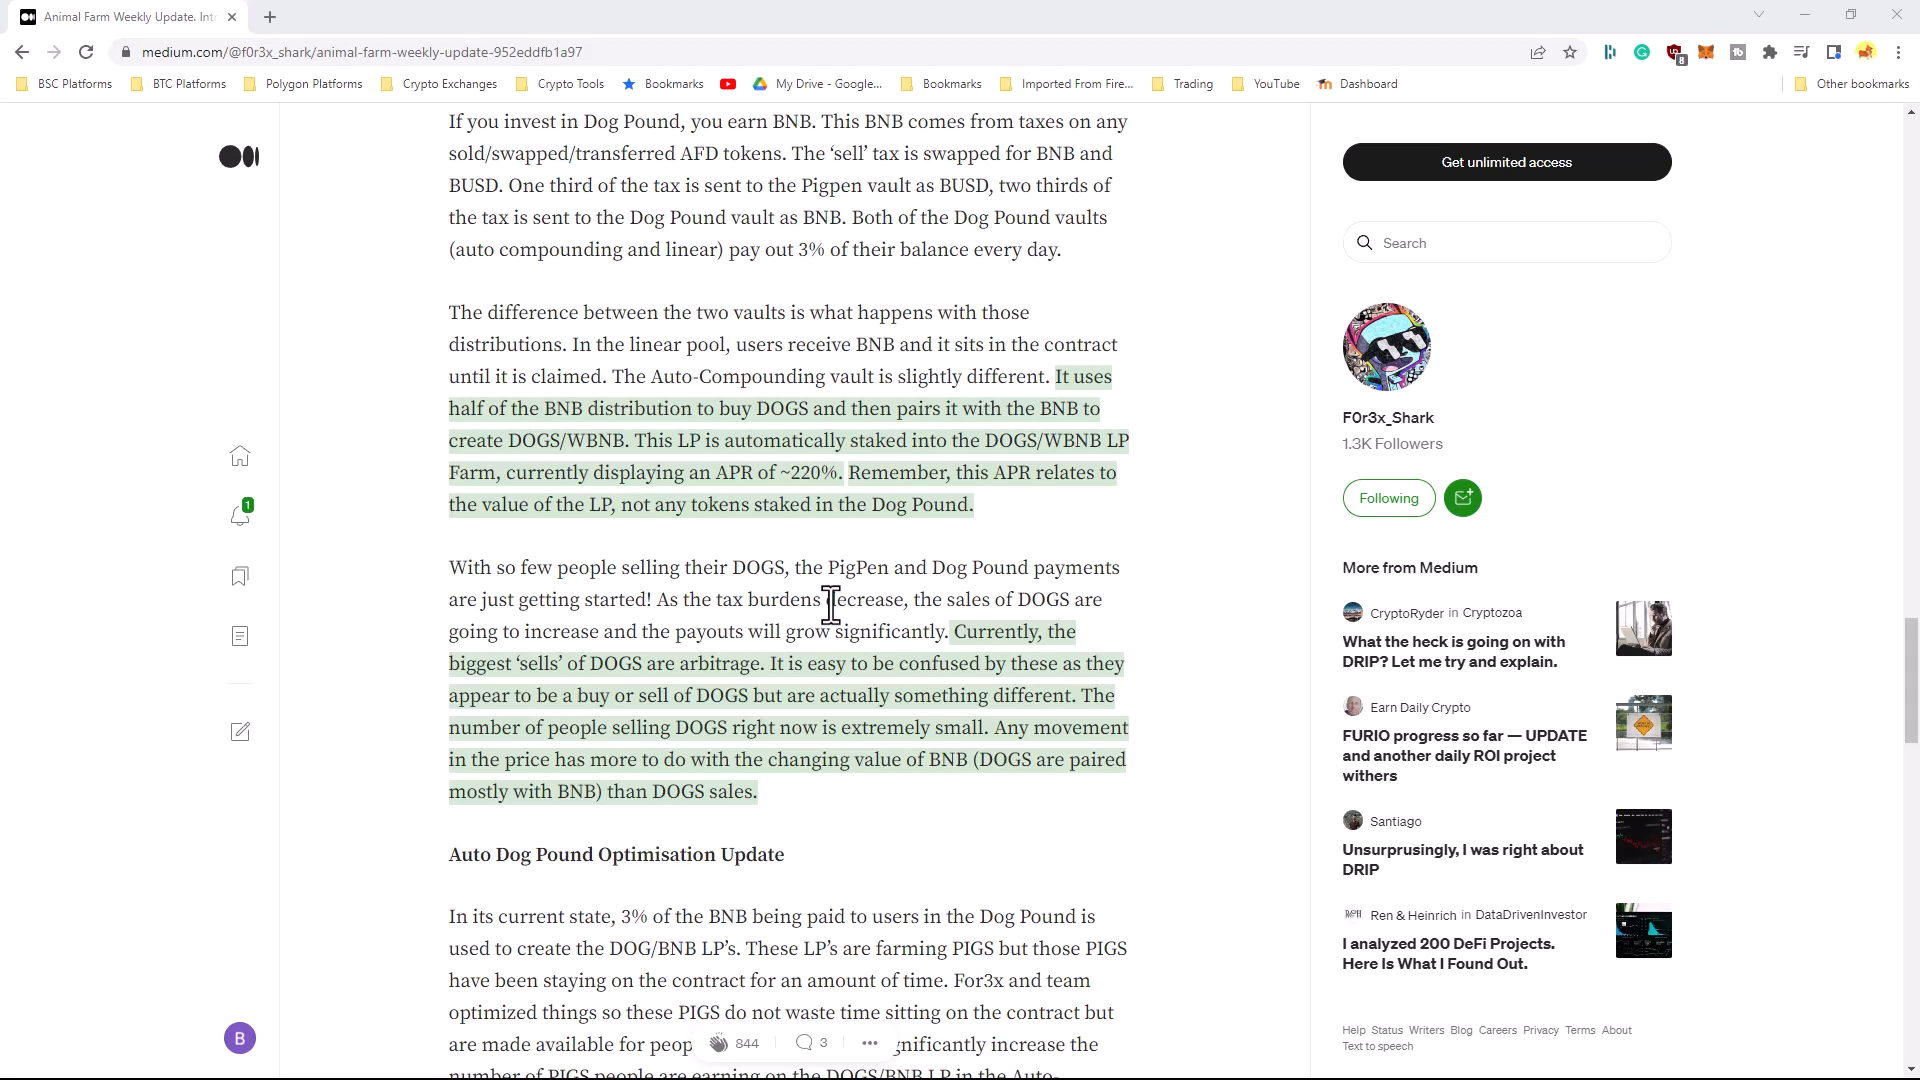 Animal Farm Weekly Update. Intr
medium.com/@f0r3x_shark/animal-farm-weekly-update-952eddfb1a97
8
BSC Platforms
BTC Platforms
Polygon Platforms
Crypto Exchanges
Crypto Tools
Bookmarks
My Drive - Google...
Bookmarks
Imported From Fire...
Trading
YouTube
Dashboard
Other bookmarks
If you invest in Dog Pound, you earn BNB. This BNB comes from taxes on any
sold/swapped/transferred AFD tokens. The ‘sell’ tax is swapped for BNB and
BUSD. One third of the tax is sent to the Pigpen vault as BUSD, two thirds of
the tax is sent to the Dog Pound vault as BNB. Both of the Dog Pound vaults
(auto compounding and linear) pay out 3% of their balance every day.
The difference between the two vaults is what happens with those
distributions. In the linear pool, users receive BNB and it sits in the contract
until it is claimed. The Auto-Compounding vault is slightly different. It uses
half of the BNB distribution to buy DOGS and then pairs it with the BNB to
create DOGS/WBNB. This LP is automatically staked into the DOGS/WBNB LP
Farm, currently displaying an APR of ~220%. Remember, this APR relates to
the value of the LP, not any tokens staked in the Dog Pound.
With so few people selling their DOGS, the PigPen and Dog Pound payments
are just getting started! As the tax burdens decrease, the sales of DOGS are
going to increase and the payouts will grow significantly. Currently, the
biggest ‘sells’ of DOGS are arbitrage. It is easy to be confused by these as they
appear to be a buy or sell of DOGS but are actually something different. The
number of people selling DOGS right now is extremely small. Any movement
in the price has more to do with the changing value of BNB (DOGS are paired
mostly with BNB) than DOGS sales.
Auto Dog Pound Optimisation Update
In its current state, 3% of the BNB being paid to users in the Dog Pound is
used to create the DOG/BNB LP’s. These LP’s are farming PIGS but those PIGS
have been staying on the contract for an amount of time. For3x and team
optimized things so these PIGS do not waste time sitting on the contract but
are made available for peop gnificantly increase the
number of PIGS people are earning on the DOGS/BNB LP in the Auto-
844
3
1
B
Get unlimited access
Search
F0r3x_Shark
1.3K Followers
Following
More from Medium
CryptoRyder in Cryptozoa
What the heck is going on with
DRIP? Let me try and explain.
Earn Daily Crypto
FURIO progress so far — UPDATE
and another daily ROI project
withers
Santiago
Unsurprisingly, I was right about
DRIP
Ren & Heinrich in DataDrivenInvestor
I analyzed 200 DeFi Projects.
Here Is What I Found Out.
Help Status Writers Blog Careers Privacy Terms About
Text to speech